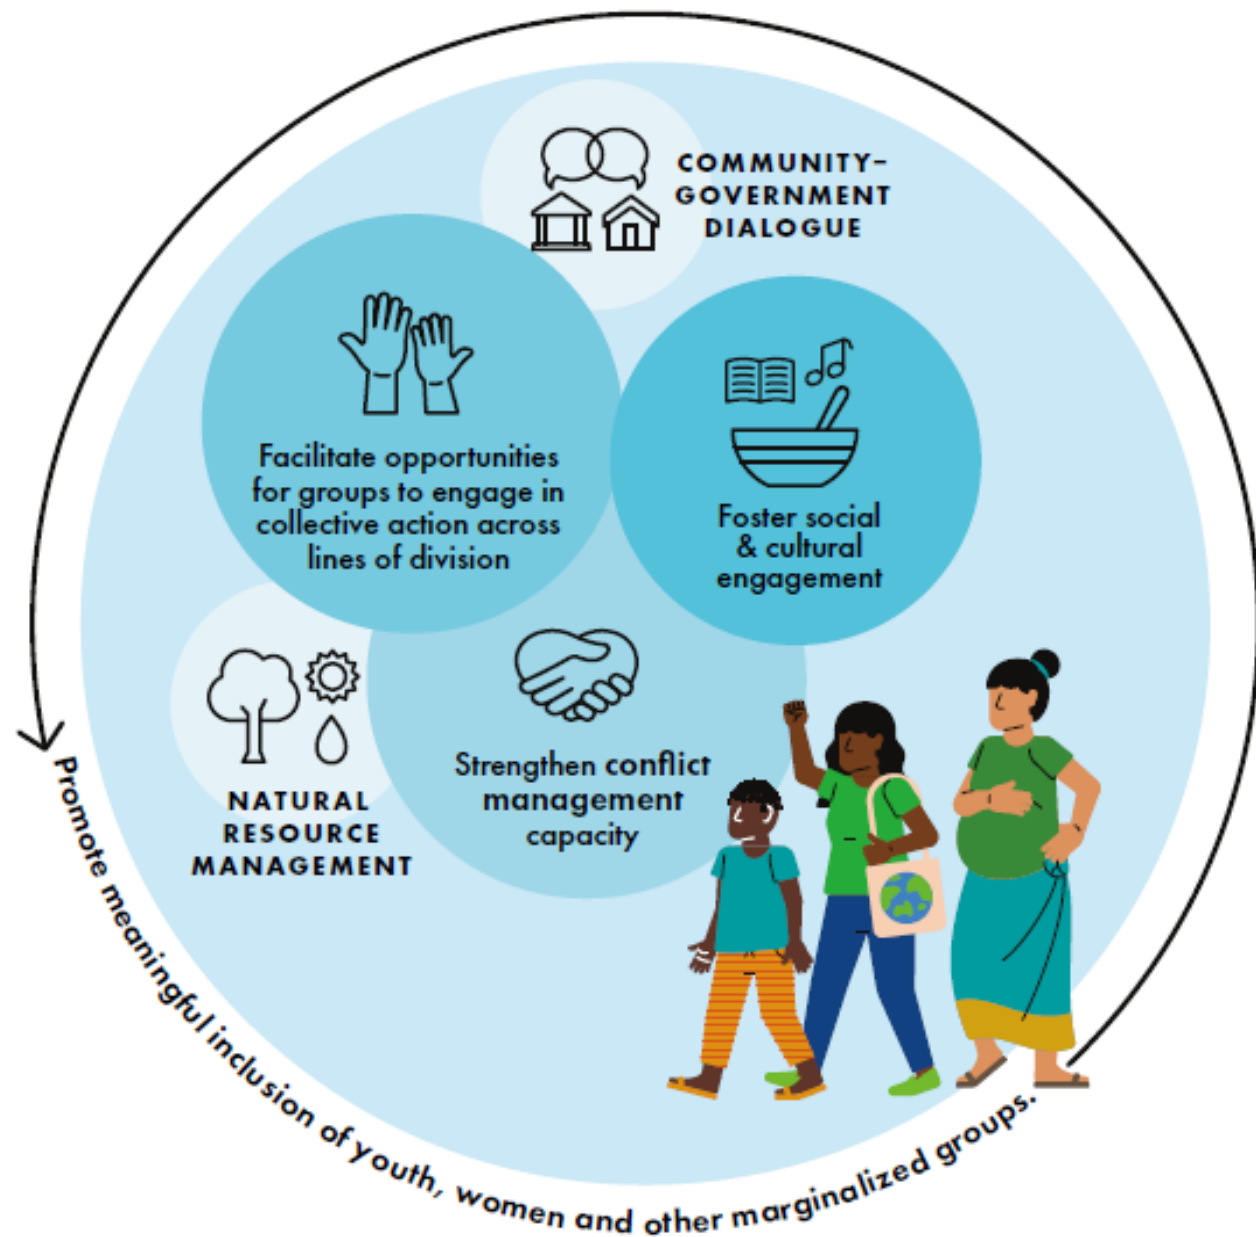 COMMUNITY–
GOVERNMENT
DIALOGUE
Facilitate opportunities
for groups to engage in
collective action across
lines of division
Foster social
& cultural
engagement
Strengthen conflict
management
capacity
NATURAL
RESOURCE
MANAGEMENT
Promote meaningful inclusion of youth, women and other marginalized groups.